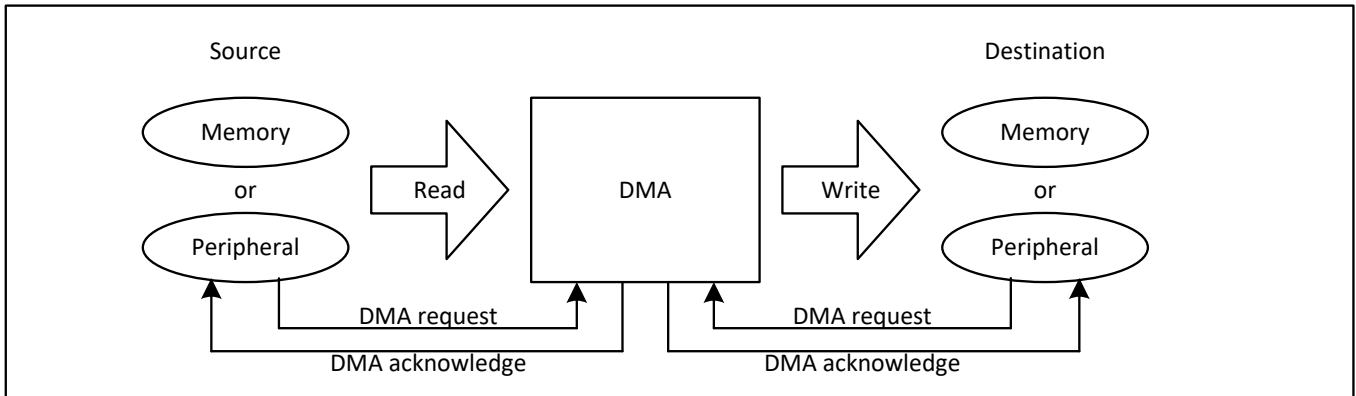 Source
Destination
Memory
Memory
or
Read
DMA
Write
or
Peripheral
Peripheral
DMA request
DMA request
DMA acknowledge
DMA acknowledge